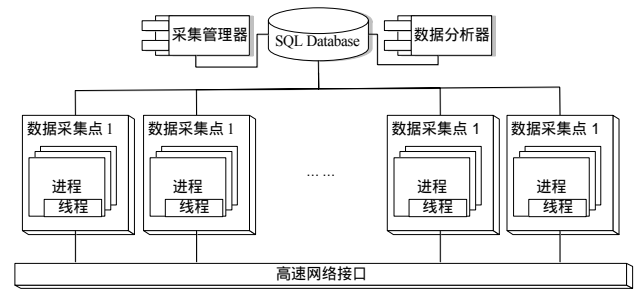 采集管理器
SQL Database
数据分析器
数据采集点 1
数据采集点 1
数据采集点 1
数据采集点 1
进程
进程
... ...
进程
进程
线程
线程
线程
线程
高速网络接口